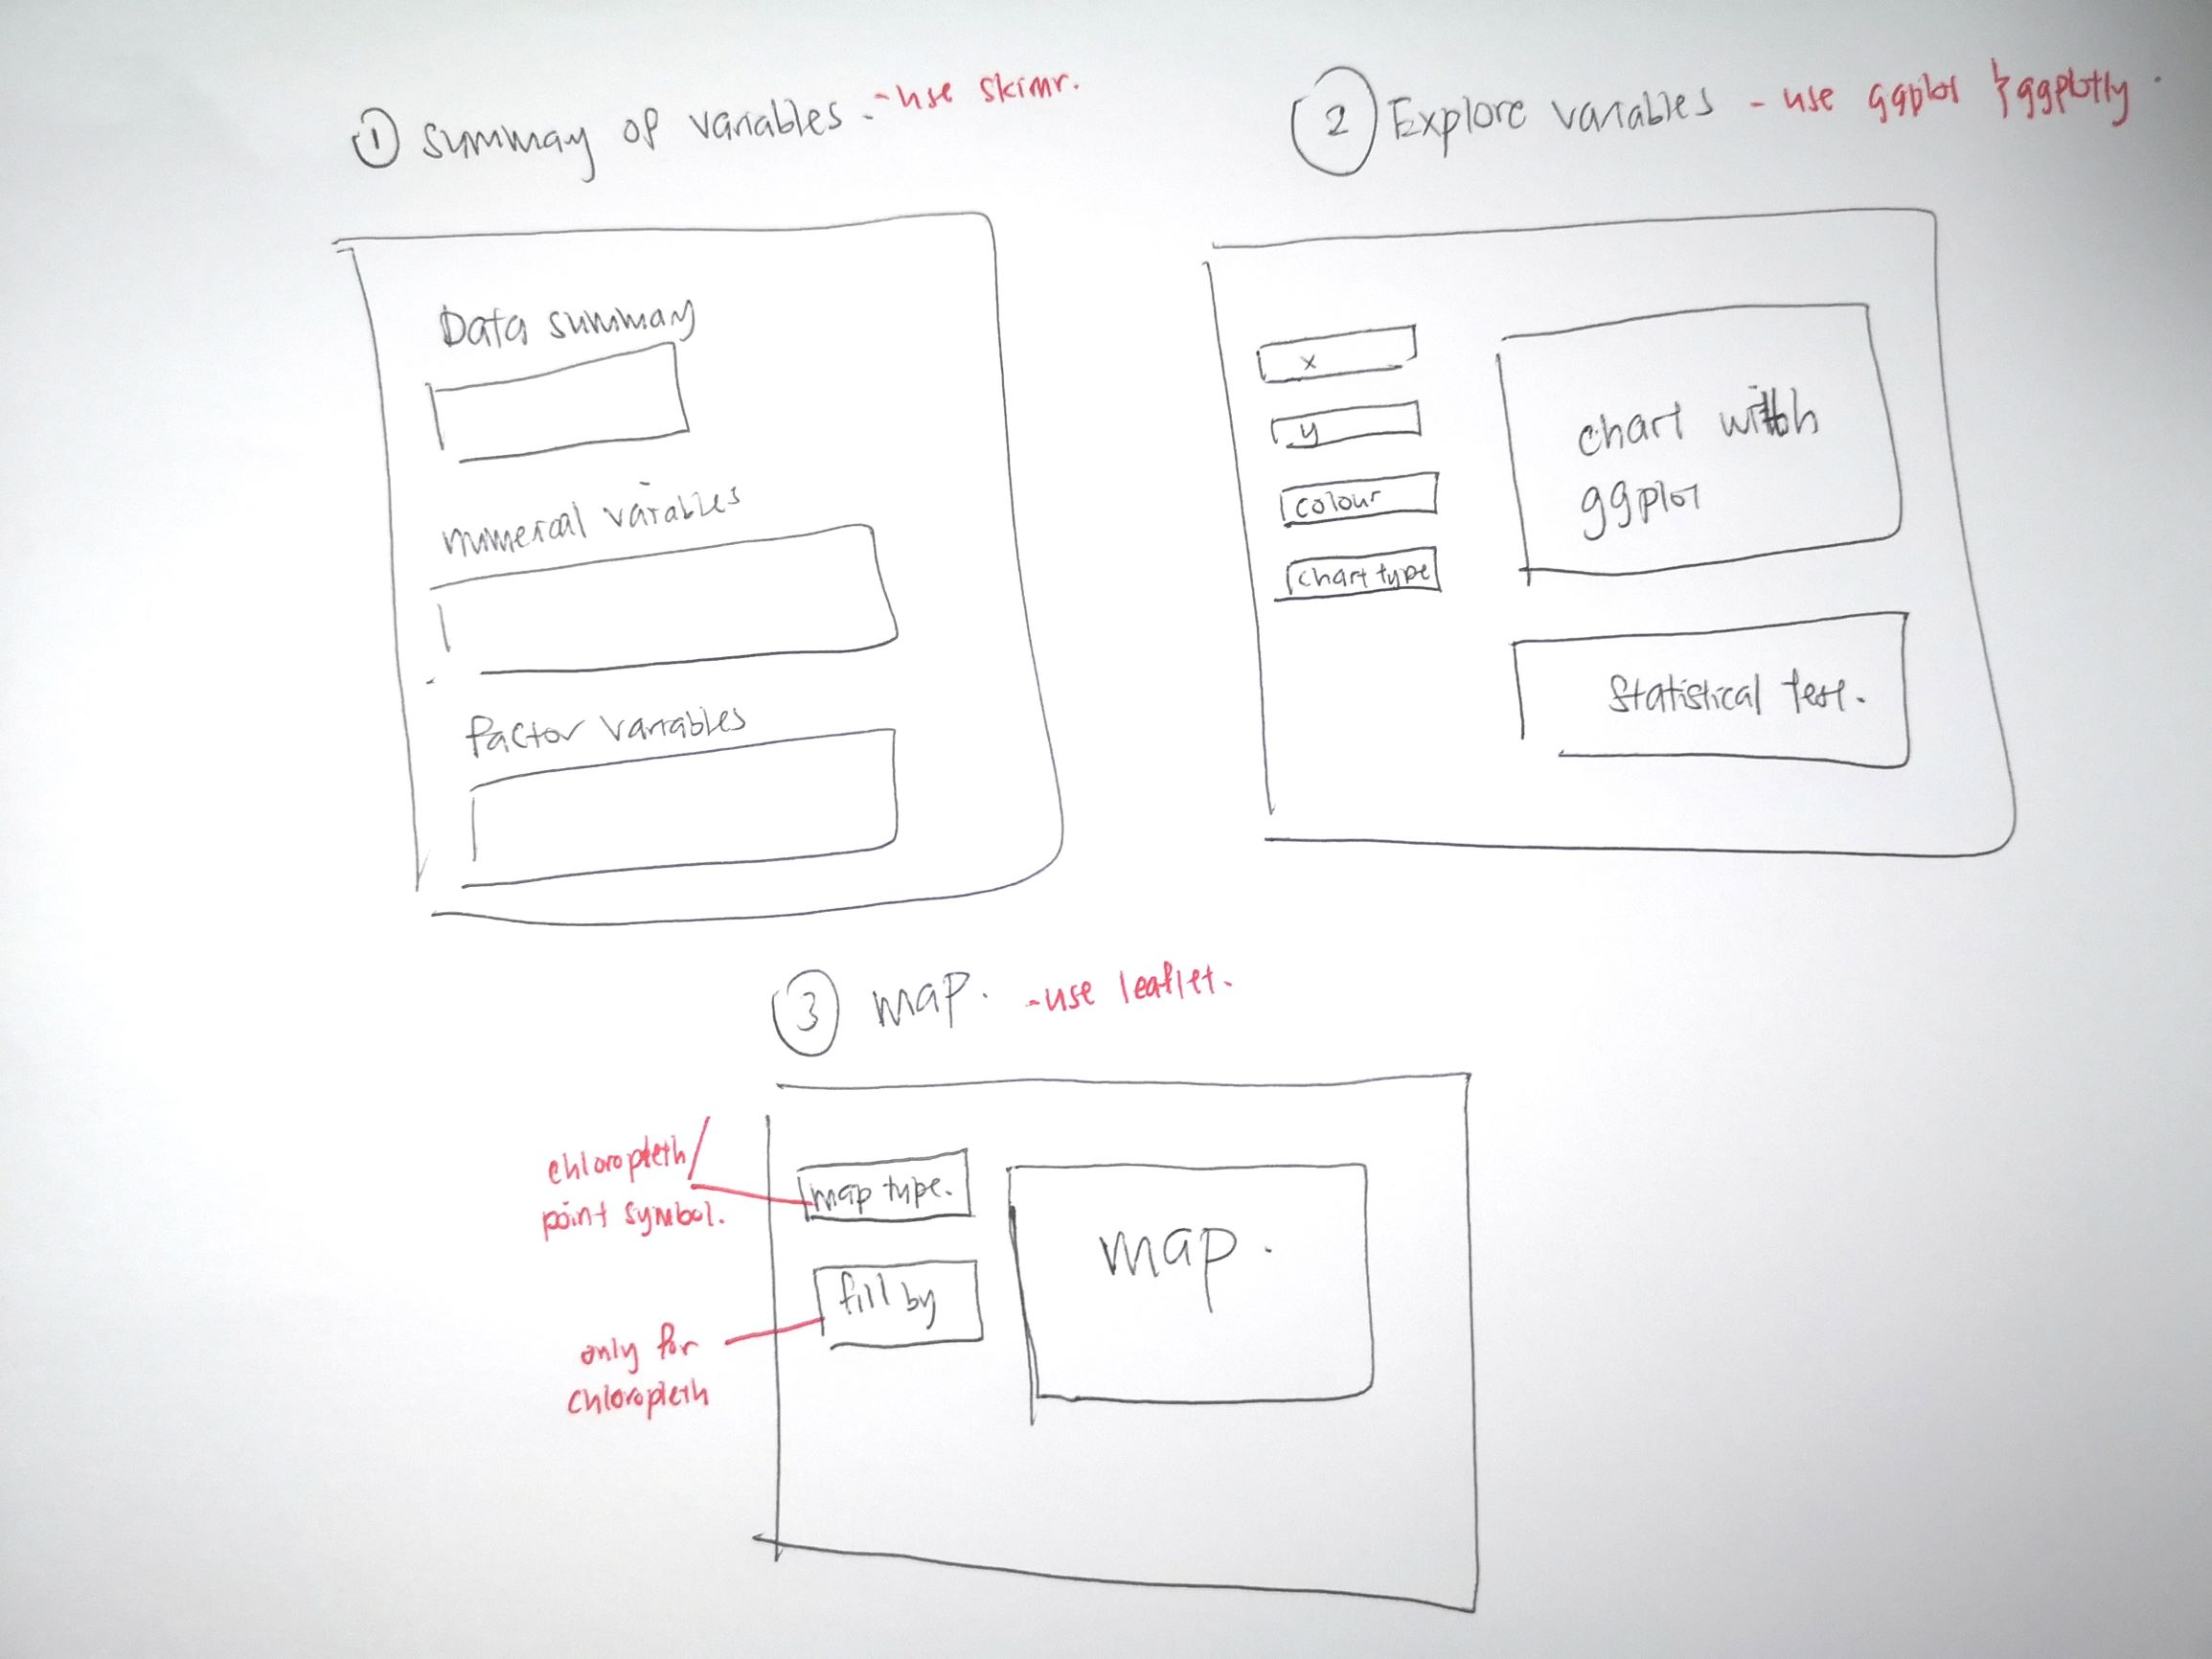 ① Summay of variables. - use skimr.
Data summary
numercal variables
factor variables
② Explore variables - use ggplot & ggplotly.
x
y
colour
chart type
chart with
ggplot
Statistical Test.
③ map. - use leaflet.
chloropleth/
point symbol.
map type.
fill by
only for
chloropleth
map.